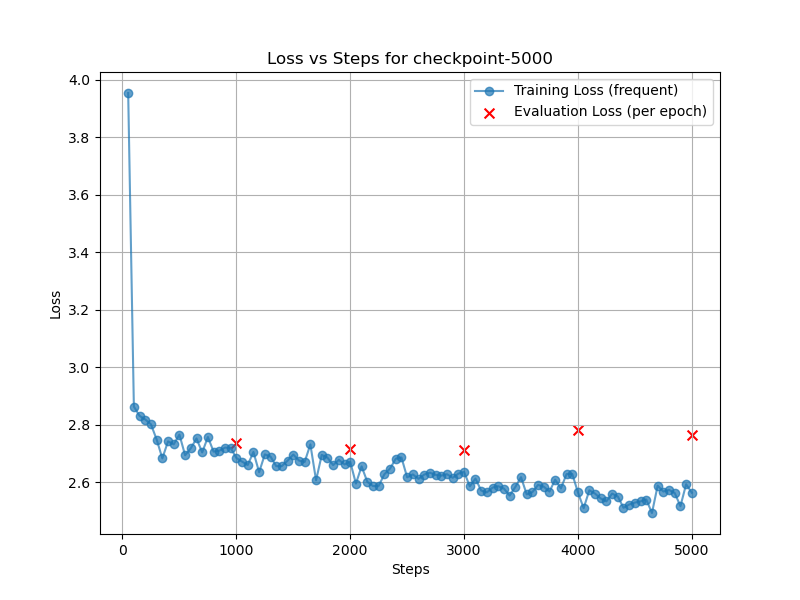 Loss vs Steps for checkpoint-5000
Training Loss (frequent)
Evaluation Loss (per epoch)
4.0
3.8
3.6
3.4
3.2
3.0
2.8
2.6
Loss
0 1000 2000 3000 4000 5000
Steps